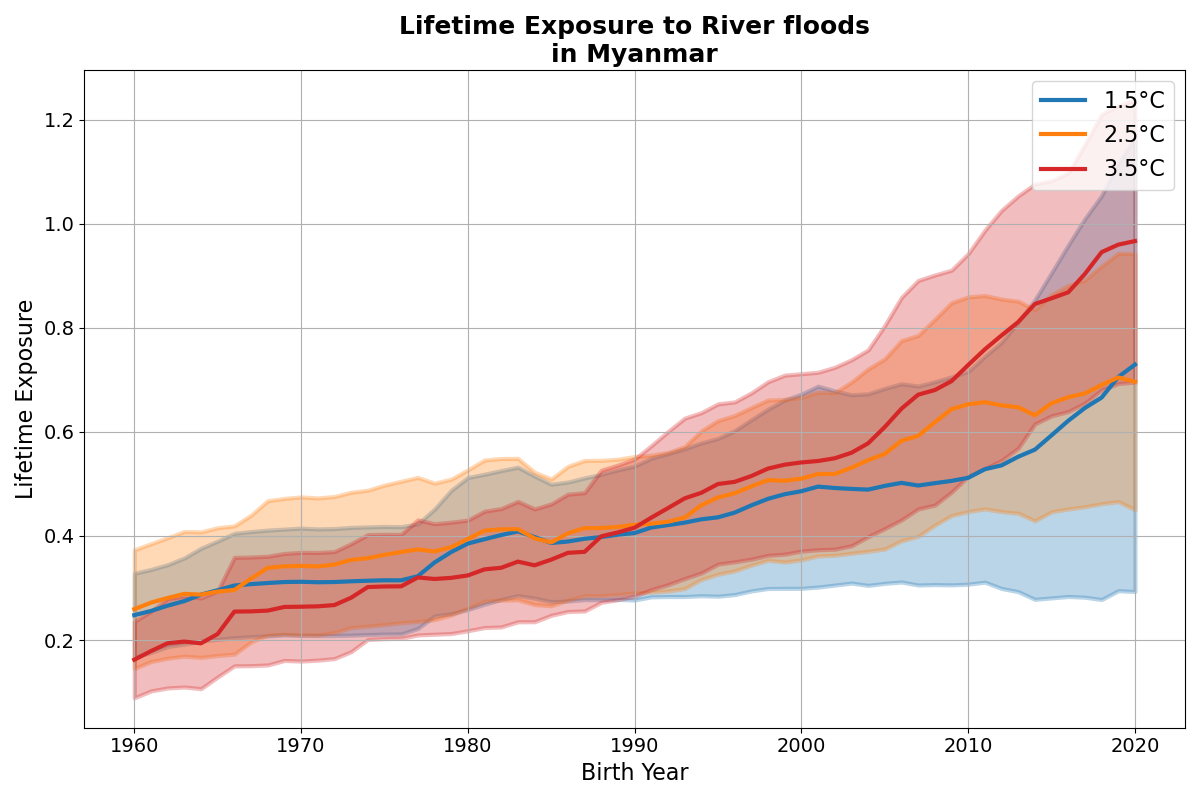 Lifetime Exposure to River floods
in Myanmar
1.5°C
2.5°C
3.5°C
Lifetime Exposure
1.2
1.0
0.8
0.6
0.4
0.2
1960 1970 1980 1990 2000 2010 2020
Birth Year